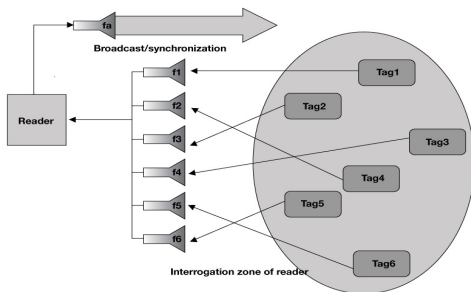 fa
Broadcast/synchronization
f1
Tag1
f2
Tag2
Reader
f3
Tag3
f4
Tag4
f5
Tag5
f6
Tag6
Interrogation zone of reader